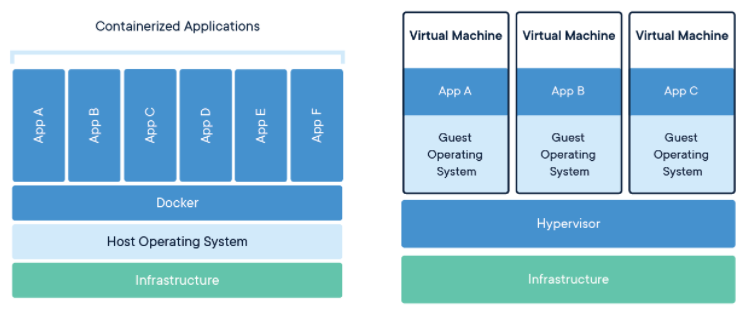 Containerized Applications
App A
App B
App C
App D
App E
App F
Docker
Host Operating System
Infrastructure
Virtual Machine
App A
Guest
Operating
System
Virtual Machine
App B
Guest
Operating
System
Virtual Machine
App C
Guest
Operating
System
Hypervisor
Infrastructure